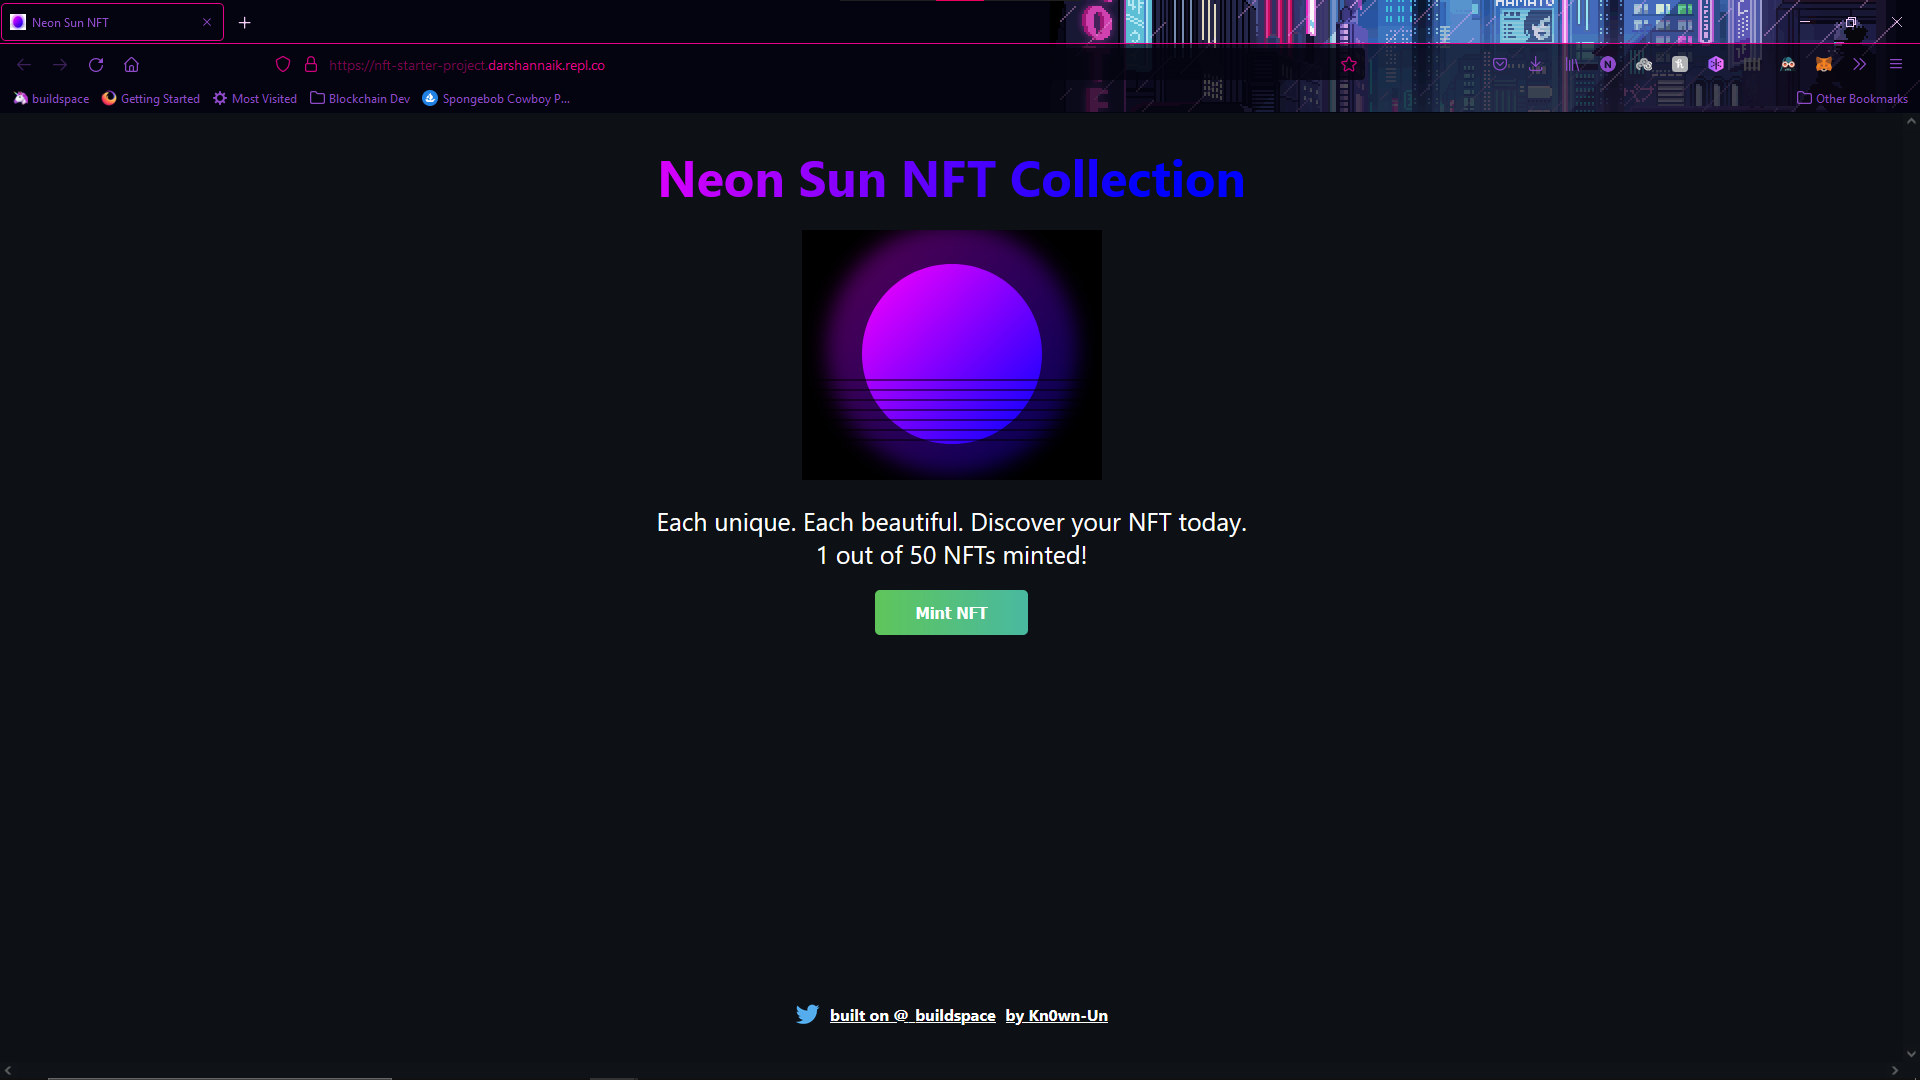 Neon Sun NFT
https://nft-starter-project.darshannaik.repl.co
buildspace Getting Started Most Visited Blockchain Dev Spongebob Cowboy P... Other Bookmarks
Neon Sun NFT Collection
Each unique. Each beautiful. Discover your NFT today.
1 out of 50 NFTs minted!
Mint NFT
built on @_buildspace by Kn0wn-Un